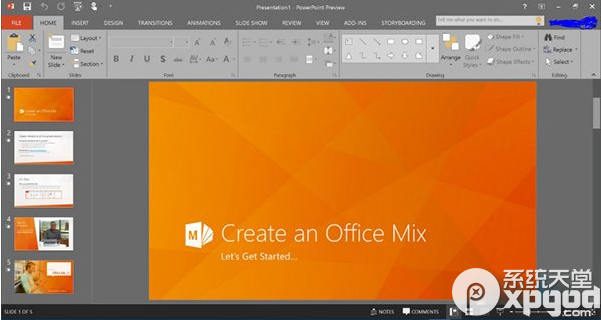 Presentation1 - PowerPoint Preview
FILE HOME INSERT DESIGN TRANSITIONS ANIMATIONS SLIDE SHOW REVIEW VIEW ADD-INS STORYBOARDING Tell me what you want to do
Paste
New Slide
Layout
Reset
Section
Arrange
Quick Styles
Shape Fill
Shape Outline
Shape Effects
Find
Replace
Select
Clipboard Slides Font Paragraph Drawing Editing
1
2
3
4
5
Create an Office Mix
Let's Get Started...
系统天堂
xpgod
.com
SLIDE 1 OF 5 NOTES COMMENTS